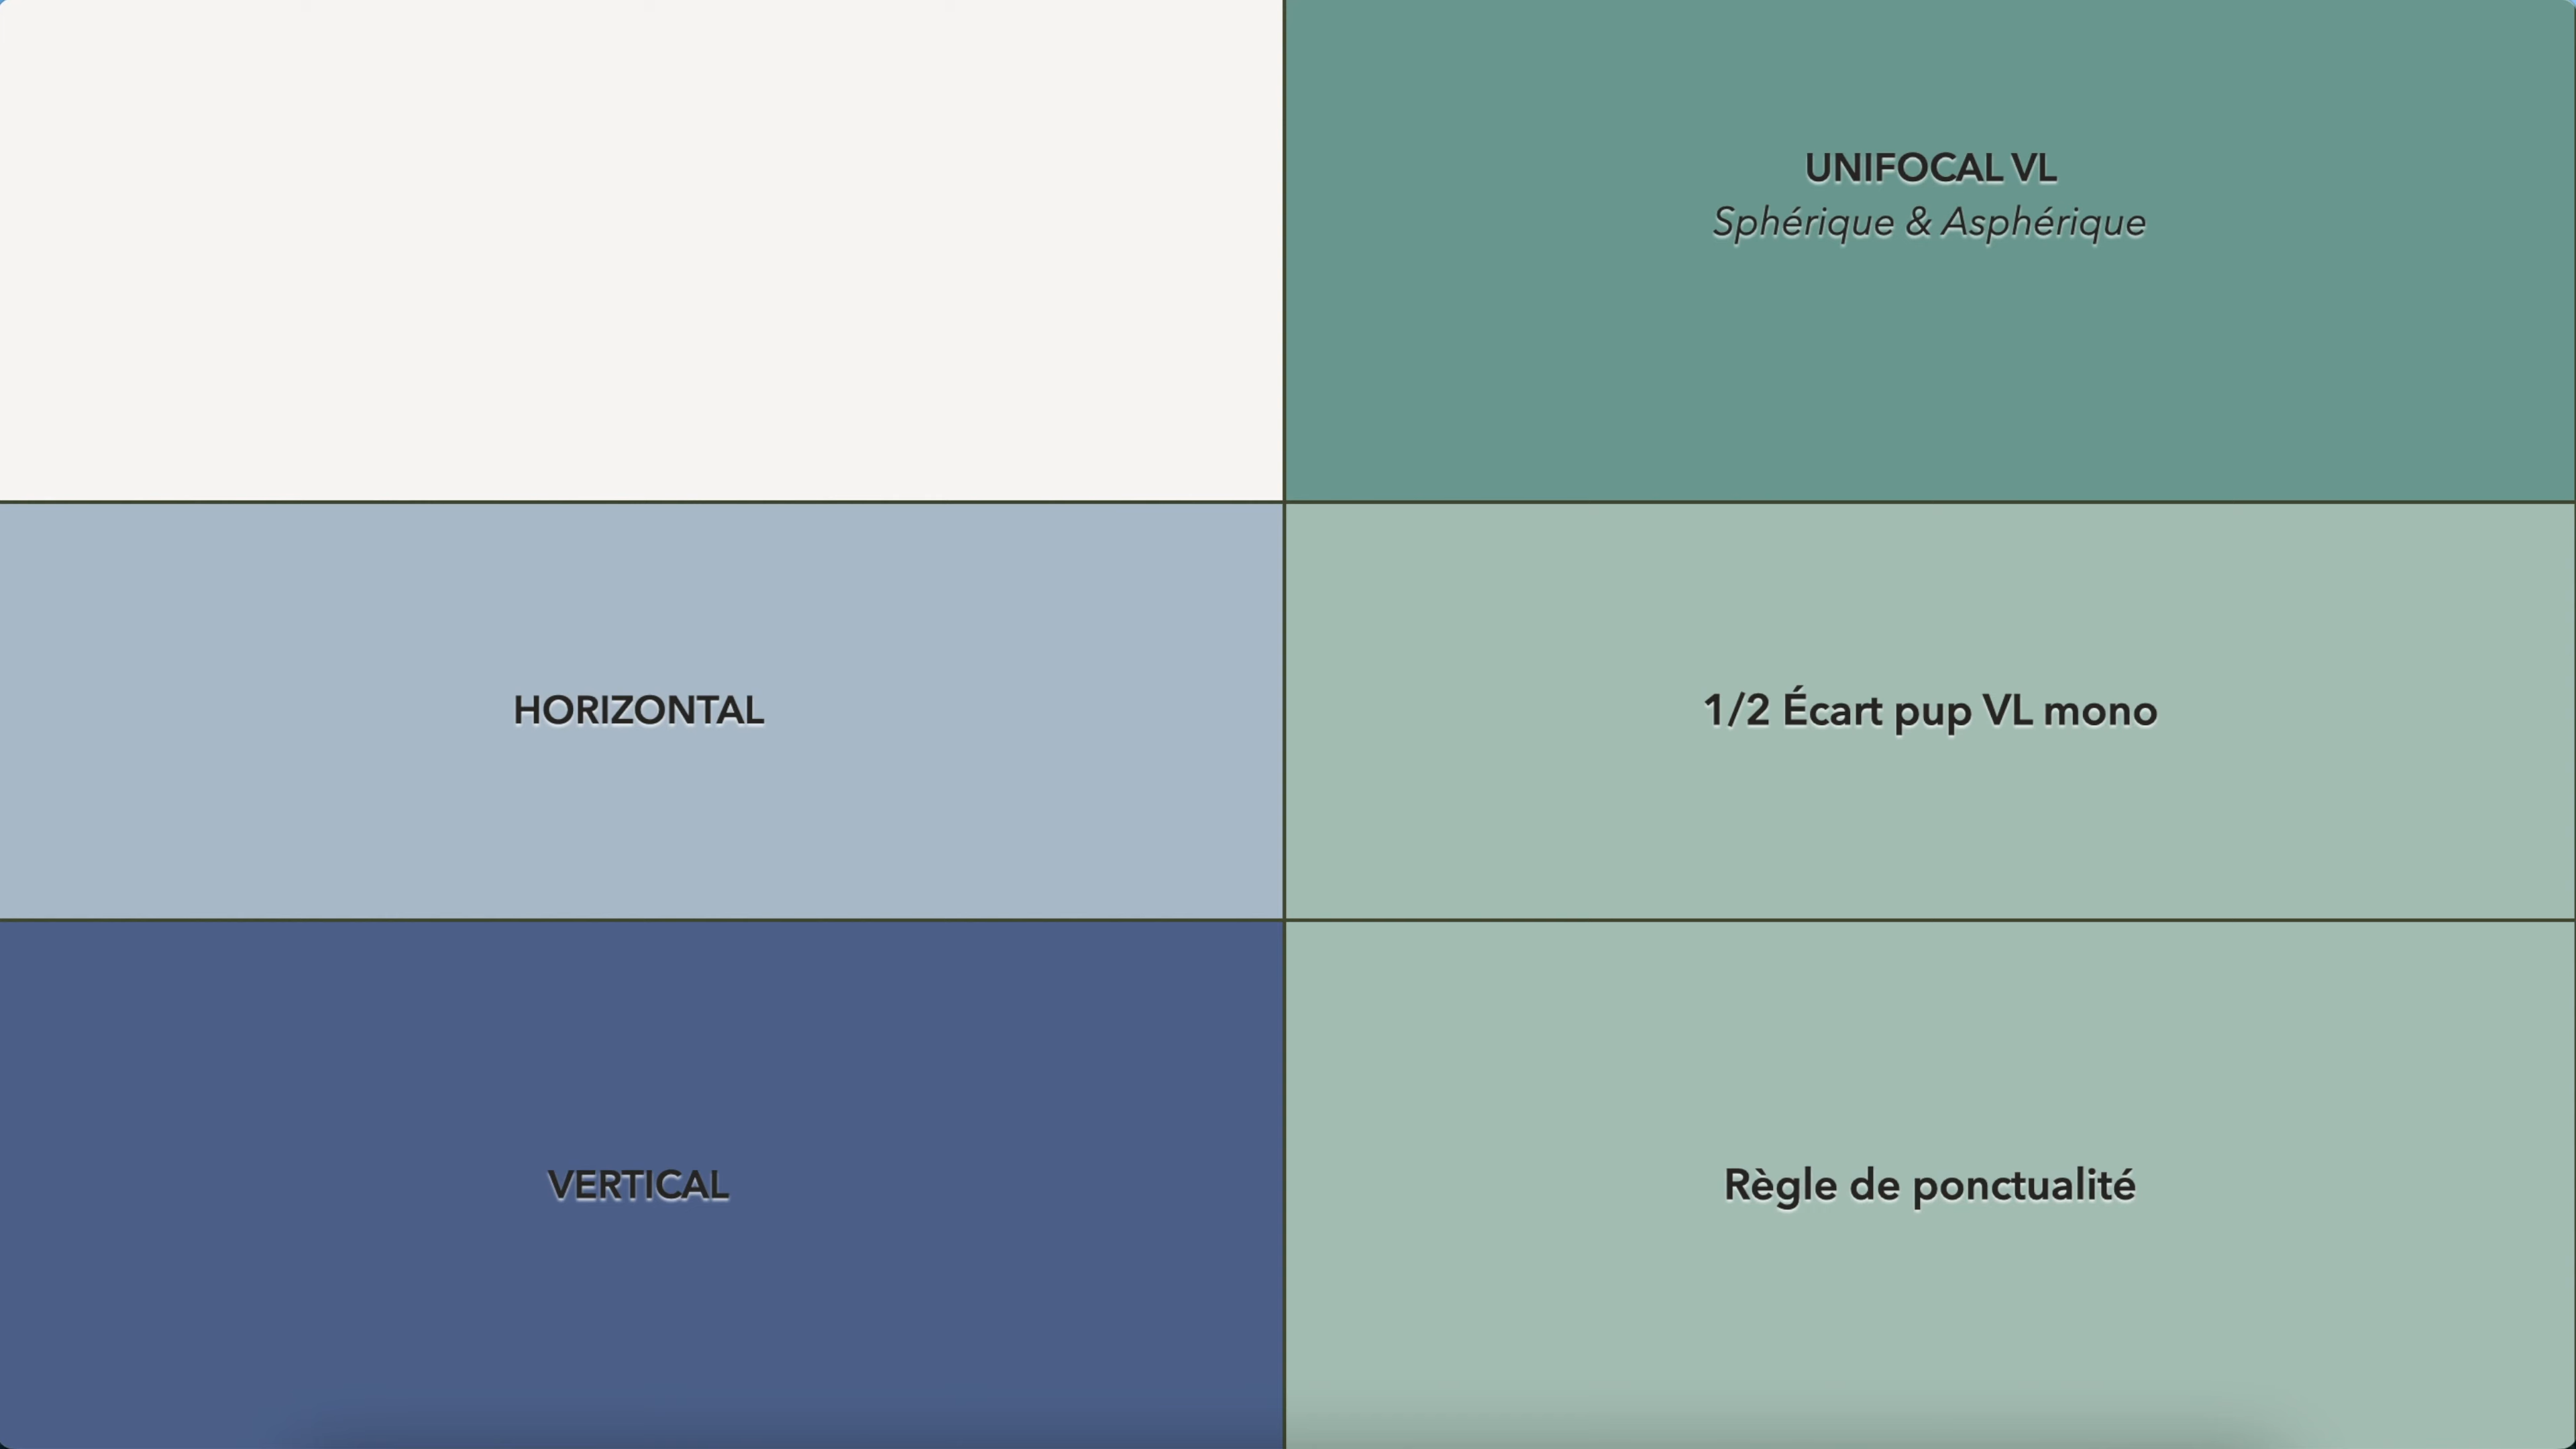 UNIFOCAL VL
Sphérique & Asphérique
HORIZONTAL
1/2 Écart pup VL mono
VERTICAL
Règle de ponctualité